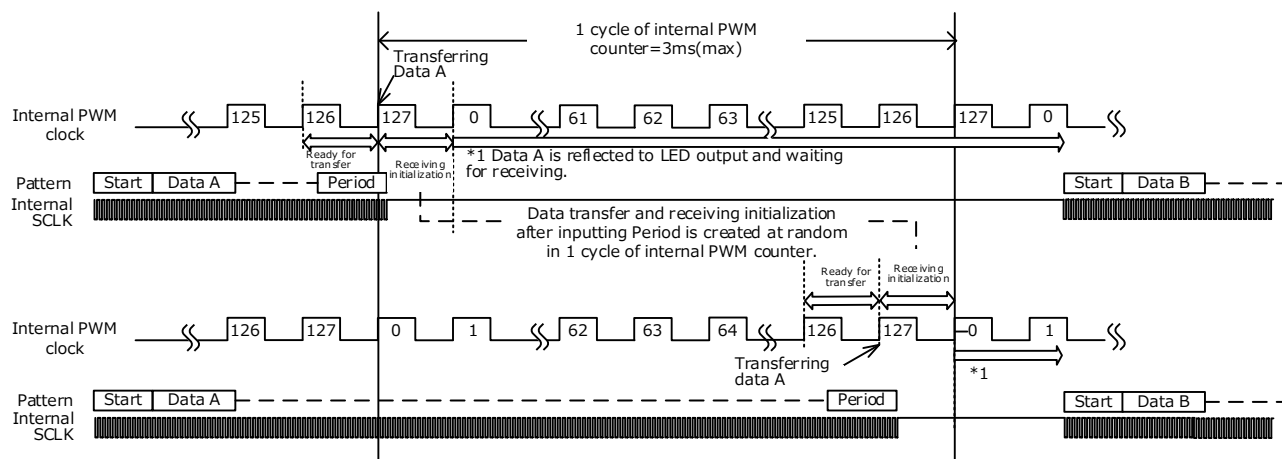 1 cycle of internal PWM
counter=3ms(max)
Transferring
Data A
Internal PWM
clock
125 126 127 0 61 62 63 125 126 127 0
Ready for
transfer
Receiving
initialization
*1 Data A is reflected to LED output and waiting
for receiving.
Pattern
Start Data A Period Start Data B
Internal
SCLK
Data transfer and receiving initialization
after inputting Period is created at random
in 1 cycle of internal PWM counter.
Ready for
transfer
Receiving
initialization
Internal PWM
clock
126 127 0 1 62 63 64 126 127 0 1
Transferring
data A
*1
Pattern
Start Data A Period Start Data B
Internal
SCLK